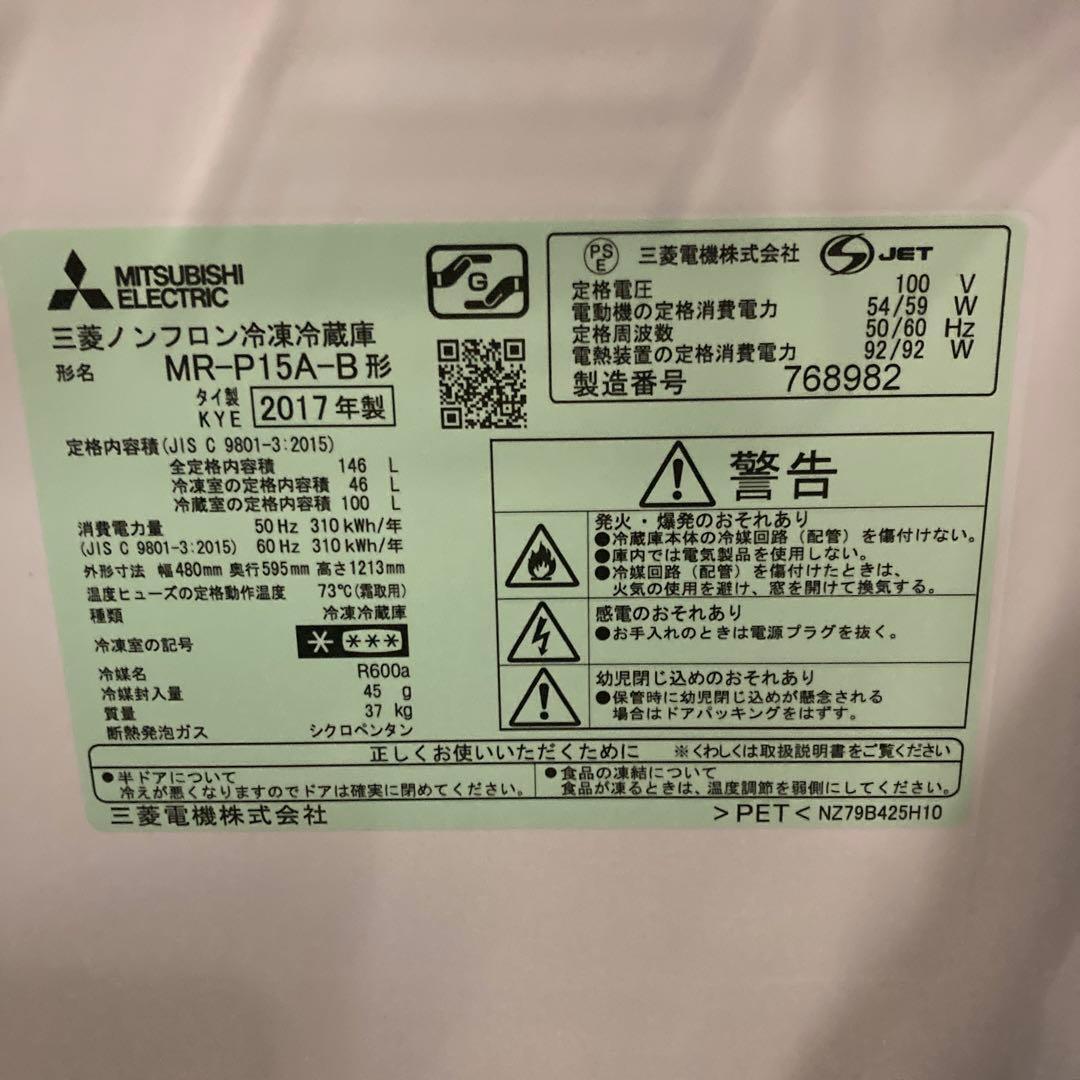 MITSUBISHI
ELECTRIC
G
三菱ノンフロン冷凍冷蔵庫
形名 MR-P15A-B形
タイ製
KYE 2017年製
定格内容積(JIS C 9801-3:2015)
全定格内容積 146 L
冷凍室の定格内容積 46 L
冷蔵室の定格内容積 100 L
消費電力量 50Hz 310kWh/年
(JIS C 9801-3:2015) 60Hz 310kWh/年
外形寸法 幅480mm 奥行595mm 高さ1213mm
温度ヒューズの定格動作温度 73℃(霜取用)
種類 冷凍冷蔵庫
冷凍室の記号 * ***
冷媒名 R600a
冷媒封入量 45 g
質量 37 kg
断熱発泡ガス シクロペンタン
PS
E 三菱電機株式会社 JET
定格電圧 100 V
電動機の定格消費電力 54/59 W
定格周波数 50/60 Hz
電熱装置の定格消費電力 92/92 W
製造番号 768982
警告
発火・爆発のおそれあり
●冷蔵庫本体の冷媒回路(配管)を傷付けない。
●庫内では電気製品を使用しない。
●冷媒回路(配管)を傷付けたときは、
火気の使用を避け、窓を開けて換気する。
感電のおそれあり
●お手入れのときは電源プラグを抜く。
幼児閉じ込めのおそれあり
●保管時に幼児閉じ込めが懸念される
場合はドアパッキングをはずす。
正しくお使いいただくために ※くわしくは取扱説明書をご覧ください
●半ドアについて
冷えが悪くなりますのでドアは確実に閉めてください。
●食品の凍結について
食品が凍るときは、温度調節を弱側にしてください。
三菱電機株式会社 >PET< NZ79B425H10